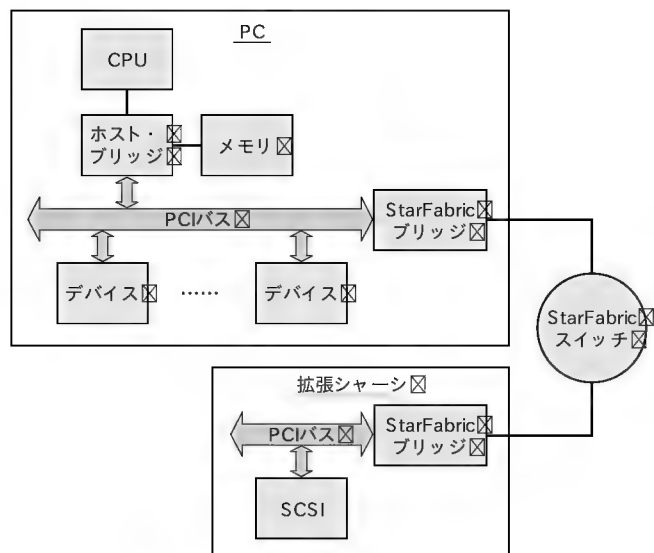 PC
CPU
ホスト・
ブリッジ
メモリ
PCIバス
StarFabric
ブリッジ
デバイス
……
デバイス
StarFabric
スイッチ
拡張シャーシ
PCIバス
StarFabric
ブリッジ
SCSI